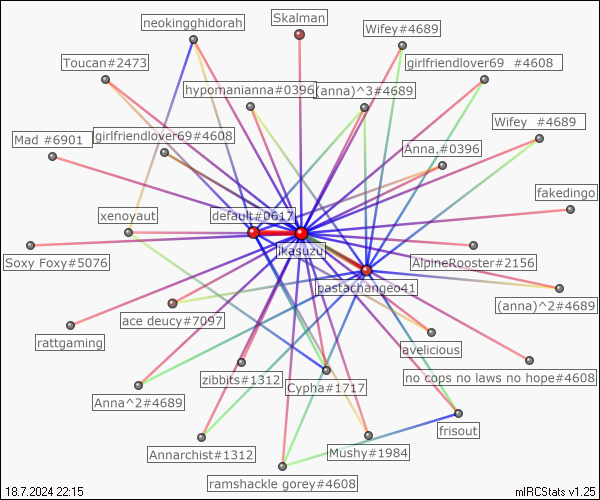 neokingghidorah
Skalman
Wifey#4689
Toucan#2473
girlfriendlover69 #4608
hypomanianna#0396
(anna)^3#4689
Mad #6901
girlfriendlover69#4608
Anna.#0396
Wifey #4689
fakedingo
xenoyaut
default#0617
jkasuzu
Soxy Foxy#5076
AlpineRooster#2156
pastachangeo41
(anna)^2#4689
ace deucy#7097
rattgaming
avelicious
zibbits#1312
Cypha#1717
no cops no laws no hope#4608
Anna^2#4689
frisout
Annarchist#1312
Mushy#1984
ramshackle gorey#4608
18.7.2024 22:15
mIRCStats v1.25